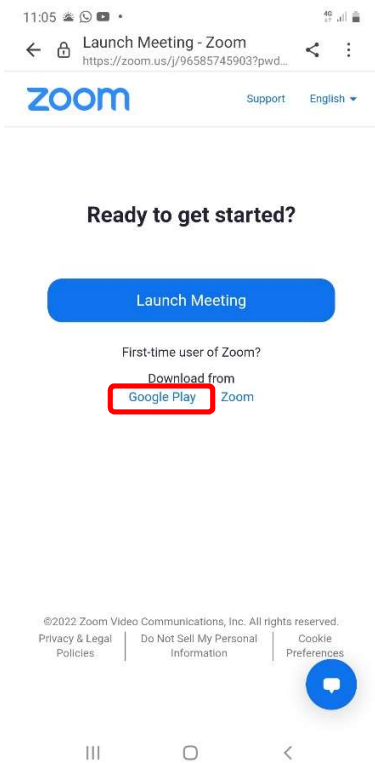 11:05
4G
Launch Meeting - Zoom
https://zoom.us/j/96585745903?pwd...
zoom
Support English
Ready to get started?
Launch Meeting
First-time user of Zoom?
Download from
Google Play Zoom
©2022 Zoom Video Communications, Inc. All rights reserved.
Privacy & Legal Policies
Do Not Sell My Personal Information
Cookie Preferences